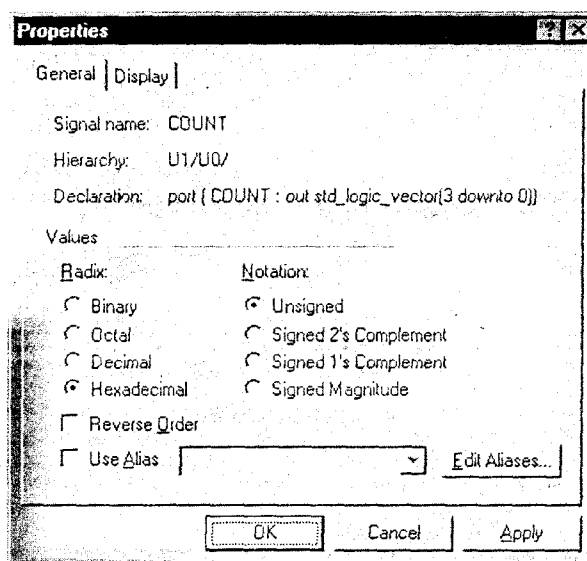 Properties
General Display
Signal name: COUNT
Hierarchy: U1/U0/
Declaration: port ( COUNT : out std_logic_vector(3 downto 0))
Values
Radix: Notation:
Binary Unsigned
Octal Signed 2's Complement
Decimal Signed 1's Complement
Hexadecimal Signed Magnitude
Reverse Order
Use Alias Edit Aliases...
OK Cancel Apply